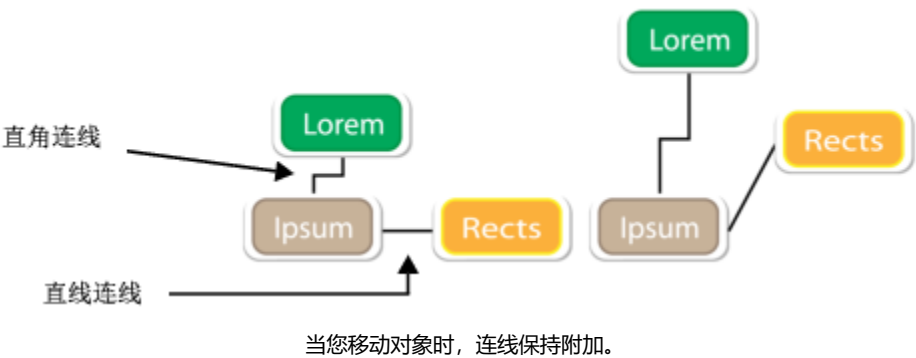 Lorem
Lorem
直角连线
Rects
Ipsum
Rects
Ipsum
直线连线
当您移动对象时，连线保持附加。